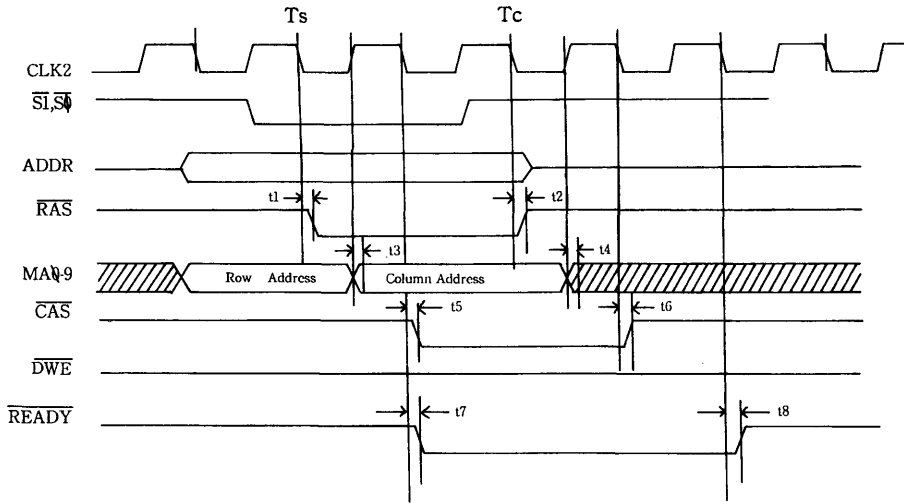 Ts Tc
CLK2
S1,S0
ADDR
t1 t2
RAS
t3 t4
MA0-9 Row Address Column Address
CAS t5 t6
DWE
READY t7 t8